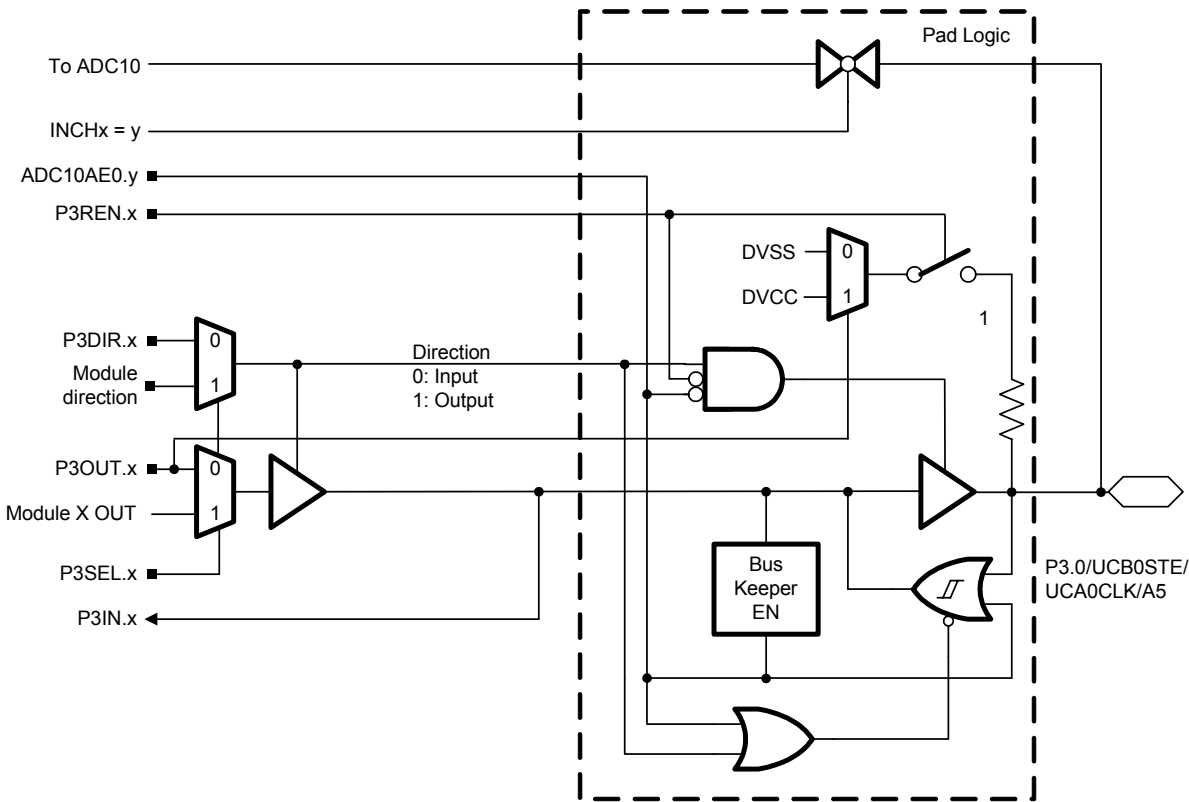 Pad Logic
To ADC10
INCHx = y
ADC10AE0.y
P3REN.x
DVSS
0
DVCC
1
1
P3DIR.x
0
Module
direction
1
Direction
0: Input
1: Output
P3OUT.x
0
Module X OUT
1
P3SEL.x
P3IN.x
Bus
Keeper
EN
P3.0/UCB0STE/
UCA0CLK/A5